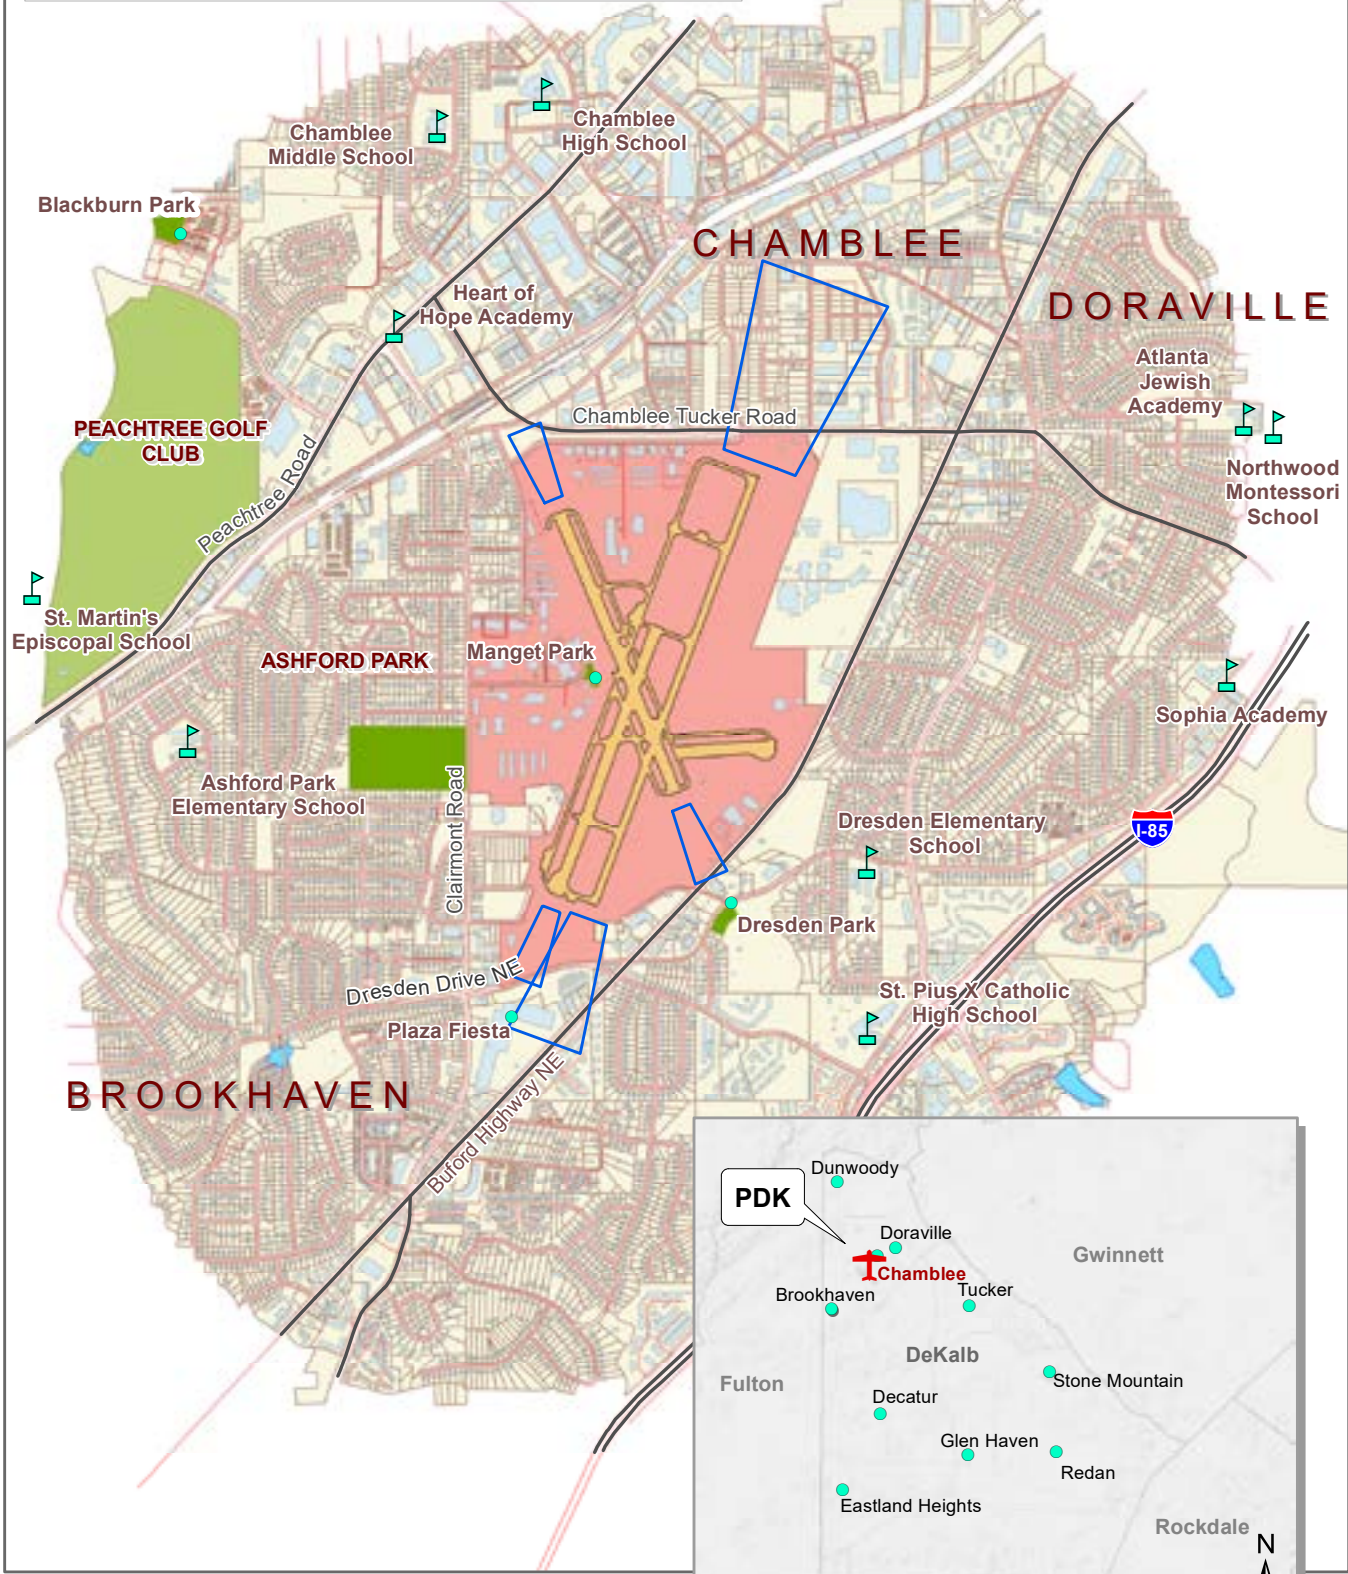 Chamblee
Middle School
Chamblee
High School
Blackburn Park
CHAMBLEE
Heart of
Hope Academy
DORAVILLE
Atlanta
Jewish
Academy
PEACHTREE GOLF
CLUB
Chamblee Tucker Road
Peachtree Road
Northwood
Montessori
School
St. Martin's
Episcopal School
ASHFORD PARK
Manget Park
Sophia Academy
Ashford Park
Elementary School
Clairmont Road
Dresden Elementary
School
I-85
Dresden Park
Dresden Drive NE
Plaza Fiesta
St. Pius X Catholic
High School
BROOKHAVEN
Buford Highway NE
Dunwoody
PDK
Doraville
Chamblee
Gwinnett
Brookhaven
Tucker
DeKalb
Fulton
Stone Mountain
Decatur
Glen Haven
Redan
Eastland Heights
Rockdale
N